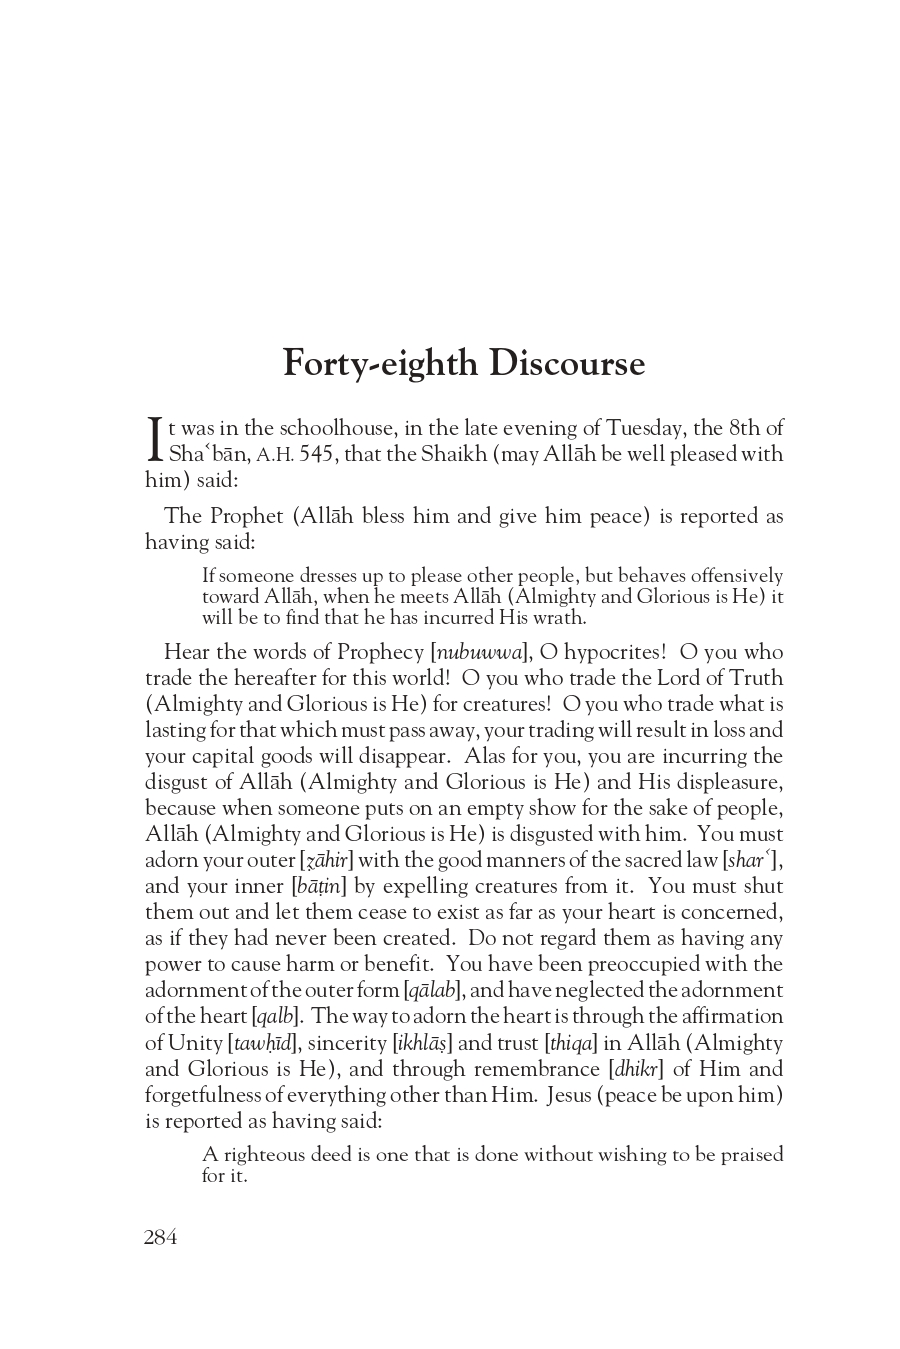 Forty-eighth Discourse
It was in the schoolhouse, in the late evening of Tuesday, the 8th of
Shaʿbān, A.H. 545, that the Shaikh (may Allāh be well pleased with
him) said:
The Prophet (Allāh bless him and give him peace) is reported as
having said:
If someone dresses up to please other people, but behaves offensively
toward Allāh, when he meets Allāh (Almighty and Glorious is He) it
will be to find that he has incurred His wrath.
Hear the words of Prophecy [nubuwwa], O hypocrites! O you who
trade the hereafter for this world! O you who trade the Lord of Truth
(Almighty and Glorious is He) for creatures! O you who trade what is
lasting for that which must pass away, your trading will result in loss and
your capital goods will disappear. Alas for you, you are incurring the
disgust of Allāh (Almighty and Glorious is He) and His displeasure,
because when someone puts on an empty show for the sake of people,
Allāh (Almighty and Glorious is He) is disgusted with him. You must
adorn your outer [ẓāhir] with the good manners of the sacred law [sharʿ],
and your inner [bāṭin] by expelling creatures from it. You must shut
them out and let them cease to exist as far as your heart is concerned,
as if they had never been created. Do not regard them as having any
power to cause harm or benefit. You have been preoccupied with the
adornment of the outer form [qālab], and have neglected the adornment
of the heart [qalb]. The way to adorn the heart is through the affirmation
of Unity [tawḥīd], sincerity [ikhlāṣ] and trust [thiqa] in Allāh (Almighty
and Glorious is He), and through remembrance [dhikr] of Him and
forgetfulness of everything other than Him. Jesus (peace be upon him)
is reported as having said:
A righteous deed is one that is done without wishing to be praised
for it.
284